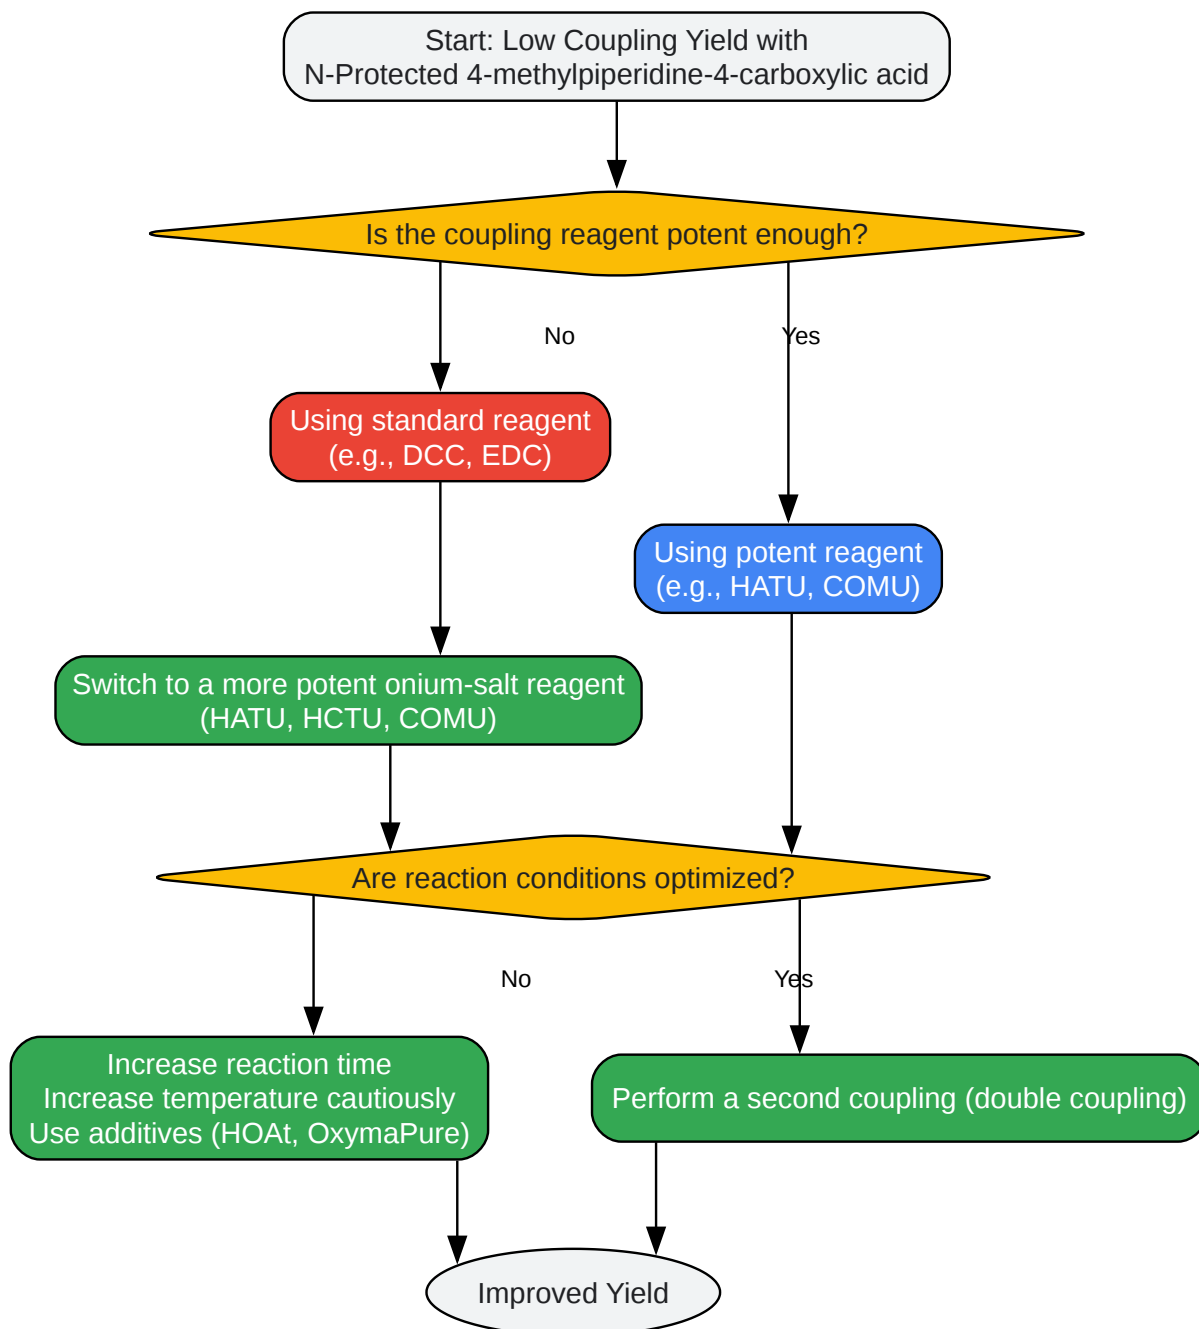 Start: Low Coupling Yield with
N-Protected 4-methylpiperidine-4-carboxylic acid
Is the coupling reagent potent enough?
No
Yes
Using standard reagent
(e.g., DCC, EDC)
Using potent reagent
(e.g., HATU, COMU)
Switch to a more potent onium-salt reagent
(HATU, HCTU, COMU)
Are reaction conditions optimized?
No
Yes
Increase reaction time
Increase temperature cautiously
Use additives (HOAt, OxymaPure)
Perform a second coupling (double coupling)
Improved Yield